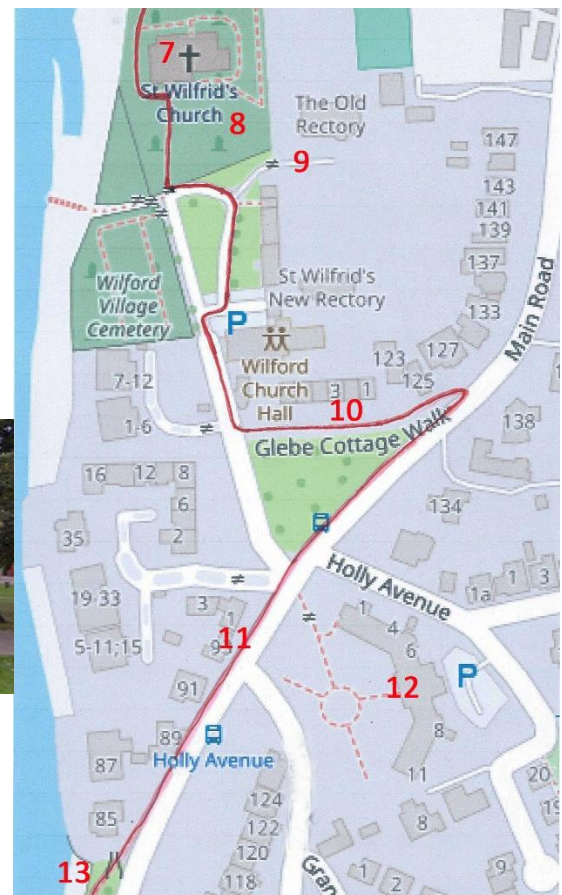 7
St Wilfrid's
Church
8
The Old
Rectory
9
147
143
141
139
137
133
Main Road
Wilford
Village
Cemetery
St Wilfrid's
New Rectory
P
Wilford
Church
Hall
7-12
1-6
3
1
123
127
125
10
Glebe Cottage Walk
138
134
16
12
8
6
2
35
19-33
5-11;15
Holly Avenue
1a
1
3
3
1
11
91
1
4
6
12
P
8
11
89
Holly Avenue
87
85
13
124
122
120
118
8
20
1
2
9